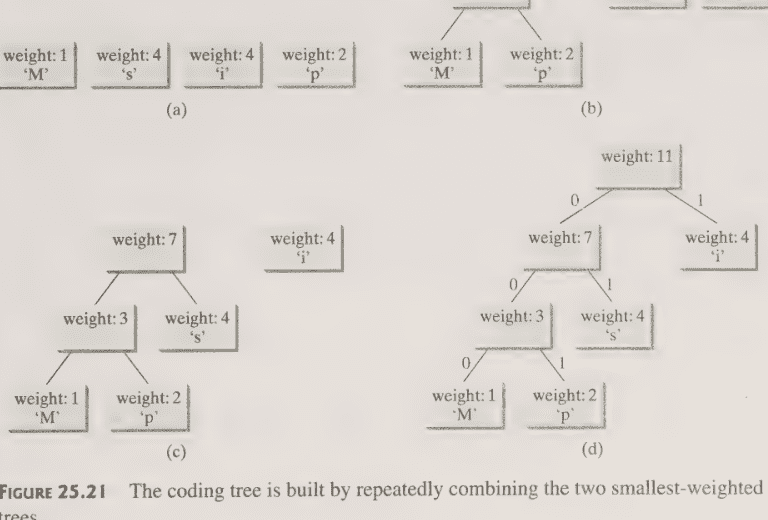 weight: 1
'M'
weight: 4
's'
weight: 4
'i'
weight: 2
'p'
(a)
weight: 1
'M'
weight: 2
'p'
(b)
weight: 7
weight: 4
'i'
weight: 3
weight: 4
's'
weight: 1
'M'
weight: 2
'p'
(c)
weight: 11
0
1
weight: 7
weight: 4
'i'
0
1
weight: 3
weight: 4
's'
0
1
weight: 1
'M'
weight: 2
'p'
(d)
FIGURE 25.21 The coding tree is built by repeatedly combining the two smallest-weighted
trees